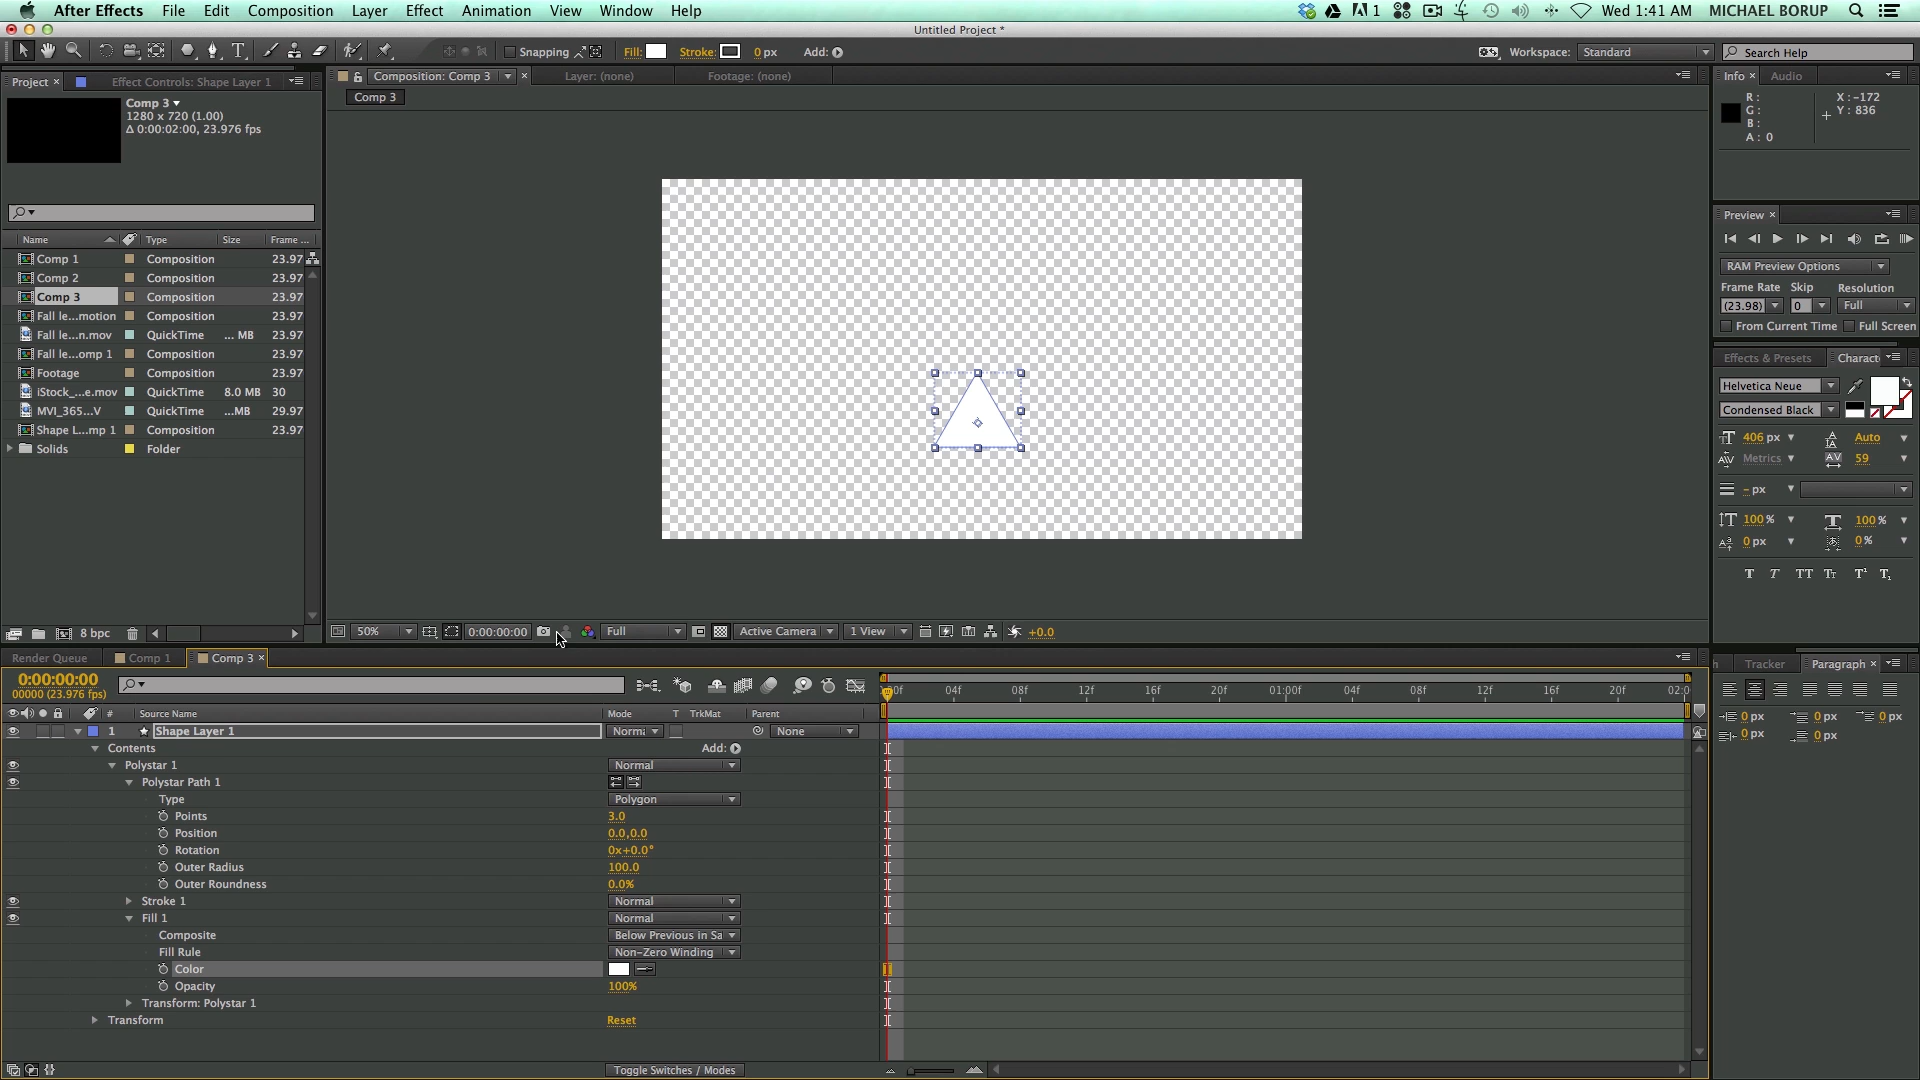 After Effects File Edit Composition Layer Effect Animation View Window Help 1 Wed 1:41 AM MICHAEL BORUP
Untitled Project *
T Snapping Fill: Stroke: 0 px Add: Workspace: Standard Search Help
Project × Effect Controls: Shape Layer 1
Comp 3
1280 x 720 (1.00)
Δ 0:00:02:00, 23.976 fps
Name Type Size Frame ...
Comp 1 Composition 23.97
Comp 2 Composition 23.97
Comp 3 Composition 23.97
Fall le...motion Composition 23.97
Fall le...n.mov QuickTime ... MB 23.97
Fall le...omp 1 Composition 23.97
Footage Composition 23.97
iStock_...e.mov QuickTime 8.0 MB 30
MVI_365...V QuickTime ...MB 29.97
Shape L...mp 1 Composition 23.97
Solids Folder
8 bpc
Composition: Comp 3 × Layer: (none) Footage: (none)
Comp 3
50% 0:00:00:00 Full Active Camera 1 View +0.0
Info × Audio
R: X: -172
G: Y: 836
B:
A: 0
Preview ×
RAM Preview Options
Frame Rate Skip Resolution
(23.98) 0 Full
From Current Time Full Screen
Effects & Presets Charact
Helvetica Neue
Condensed Black
406 px Auto
Metrics 59
- px
100 % 100 %
0 px 0 %
T T TT Tt T¹ T₁
Render Queue Comp 1 Comp 3 ×
0:00:00:00
00000 (23.976 fps)
04f 08f 12f 16f 20f 01:00f 04f 08f 12f 16f 20f 02:0
# Source Name Mode T TrkMat Parent
1 Shape Layer 1 Norma None
Contents Add:
Polystar 1 Normal
Polystar Path 1
Type Polygon
Points 3.0
Position 0.0,0.0
Rotation 0x+0.0°
Outer Radius 100.0
Outer Roundness 0.0%
Stroke 1 Normal
Fill 1 Normal
Composite Below Previous in Sa
Fill Rule Non-Zero Winding
Color
Opacity 100%
Transform: Polystar 1
Transform Reset
Toggle Switches / Modes
Tracker Paragraph ×
0 px 0 px 0 px
0 px 0 px